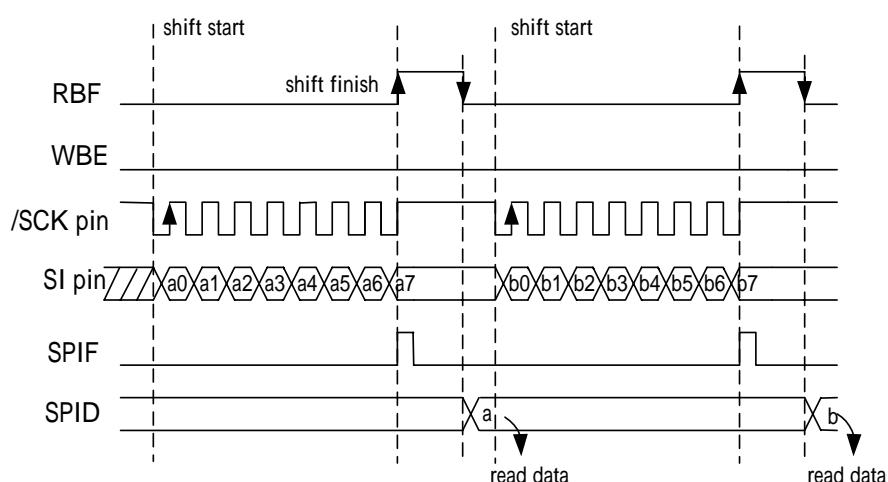 shift start shift start
shift finish
RBF
WBE
/SCK pin
SI pin a0 a1 a2 a3 a4 a5 a6 a7 b0 b1 b2 b3 b4 b5 b6 b7
SPIF
SPID a b
read data read data